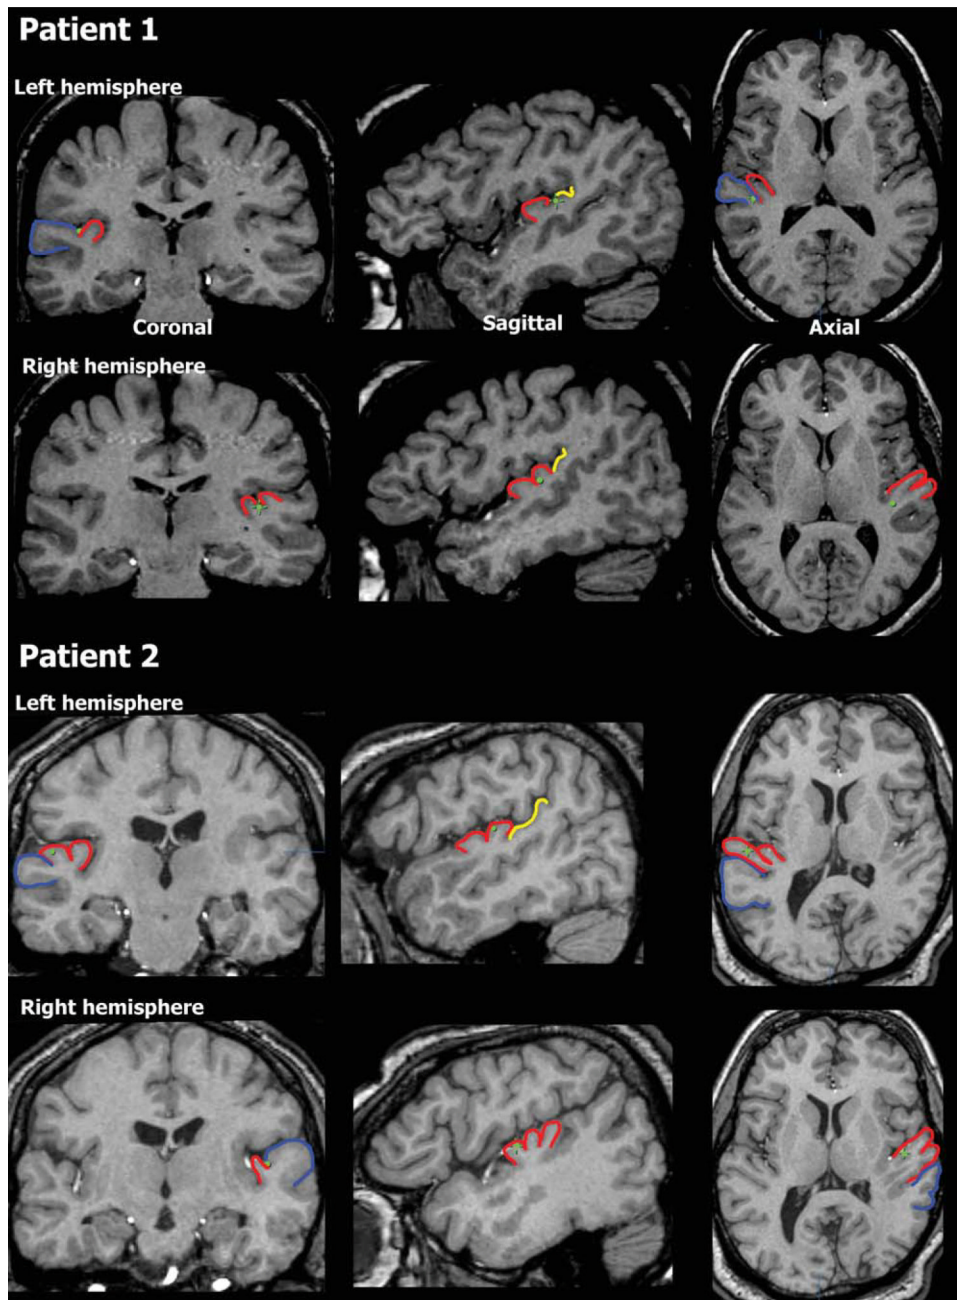 Patient 1
Left hemisphere
Coronal
Sagittal
Axial
Right hemisphere
Patient 2
Left hemisphere
Right hemisphere